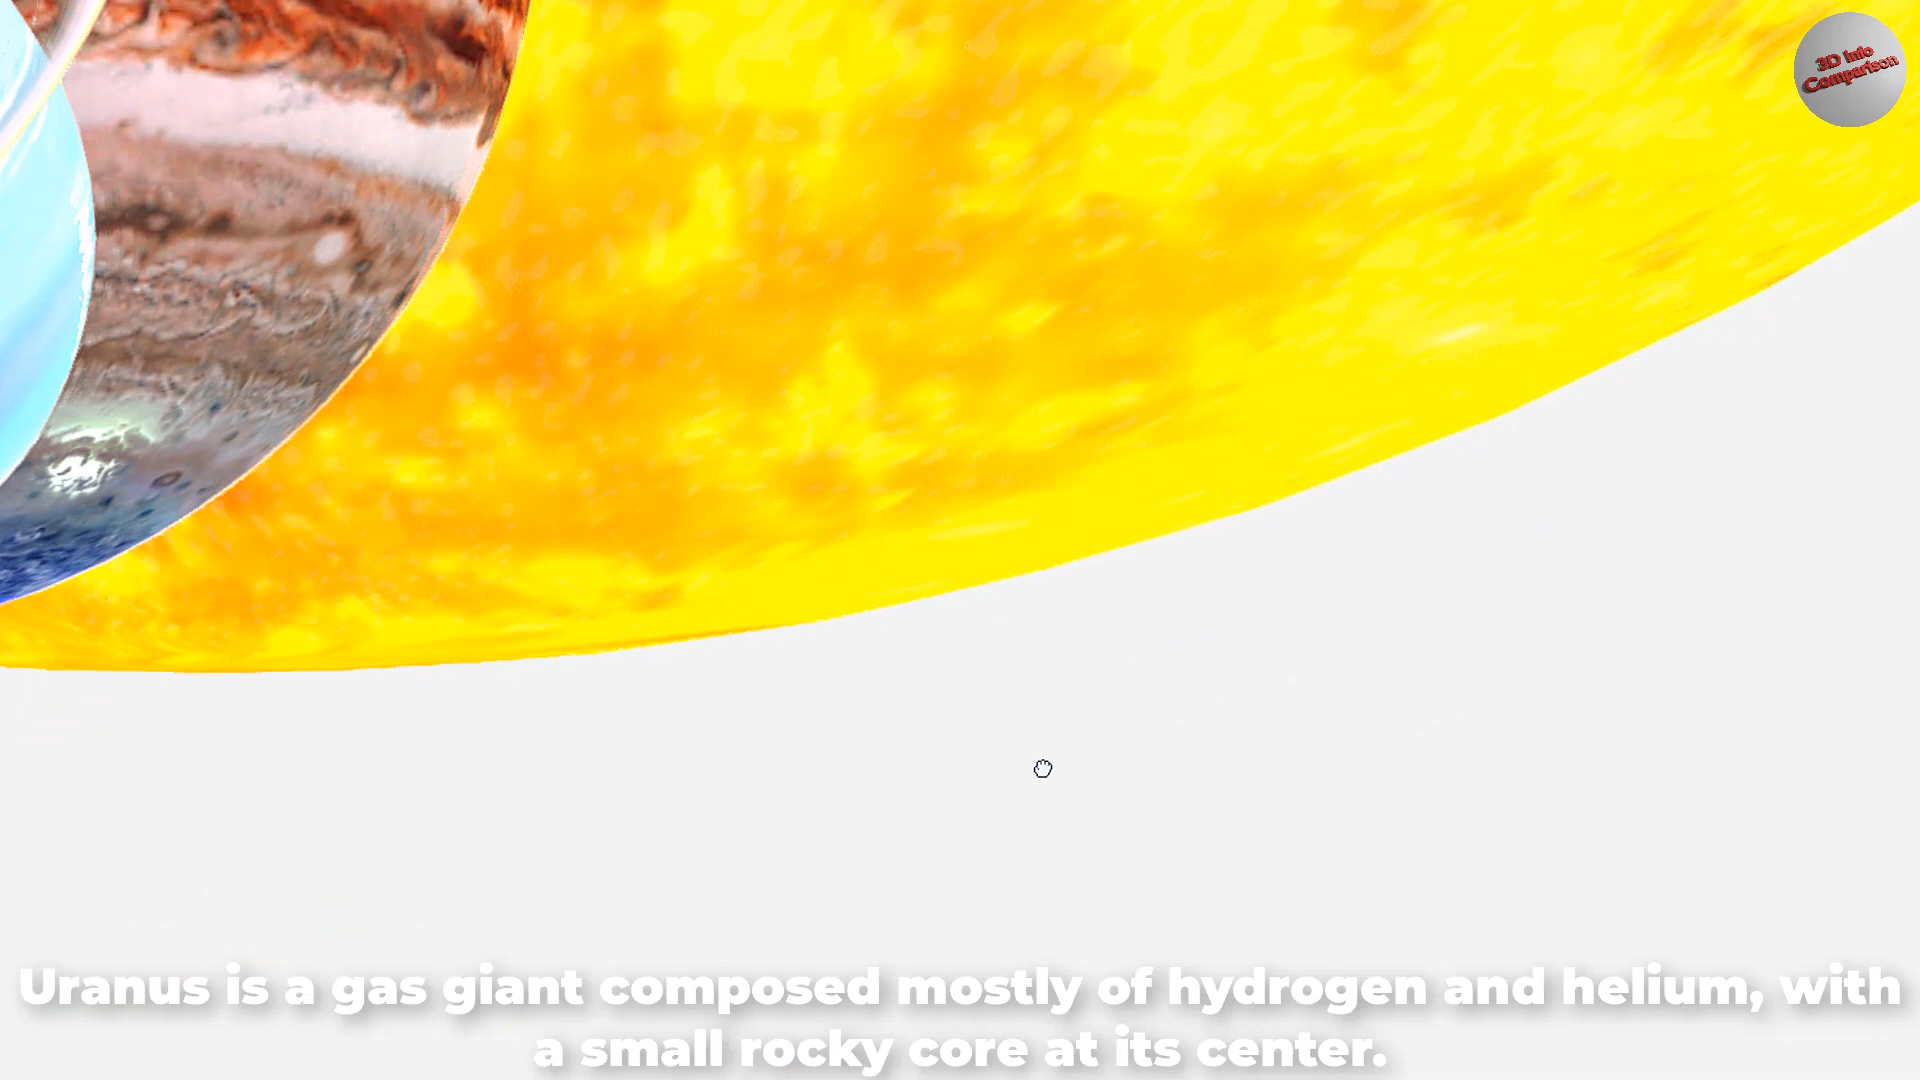 3D Info
Comparison
Uranus is a gas giant composed mostly of hydrogen and helium, with
a small rocky core at its center.